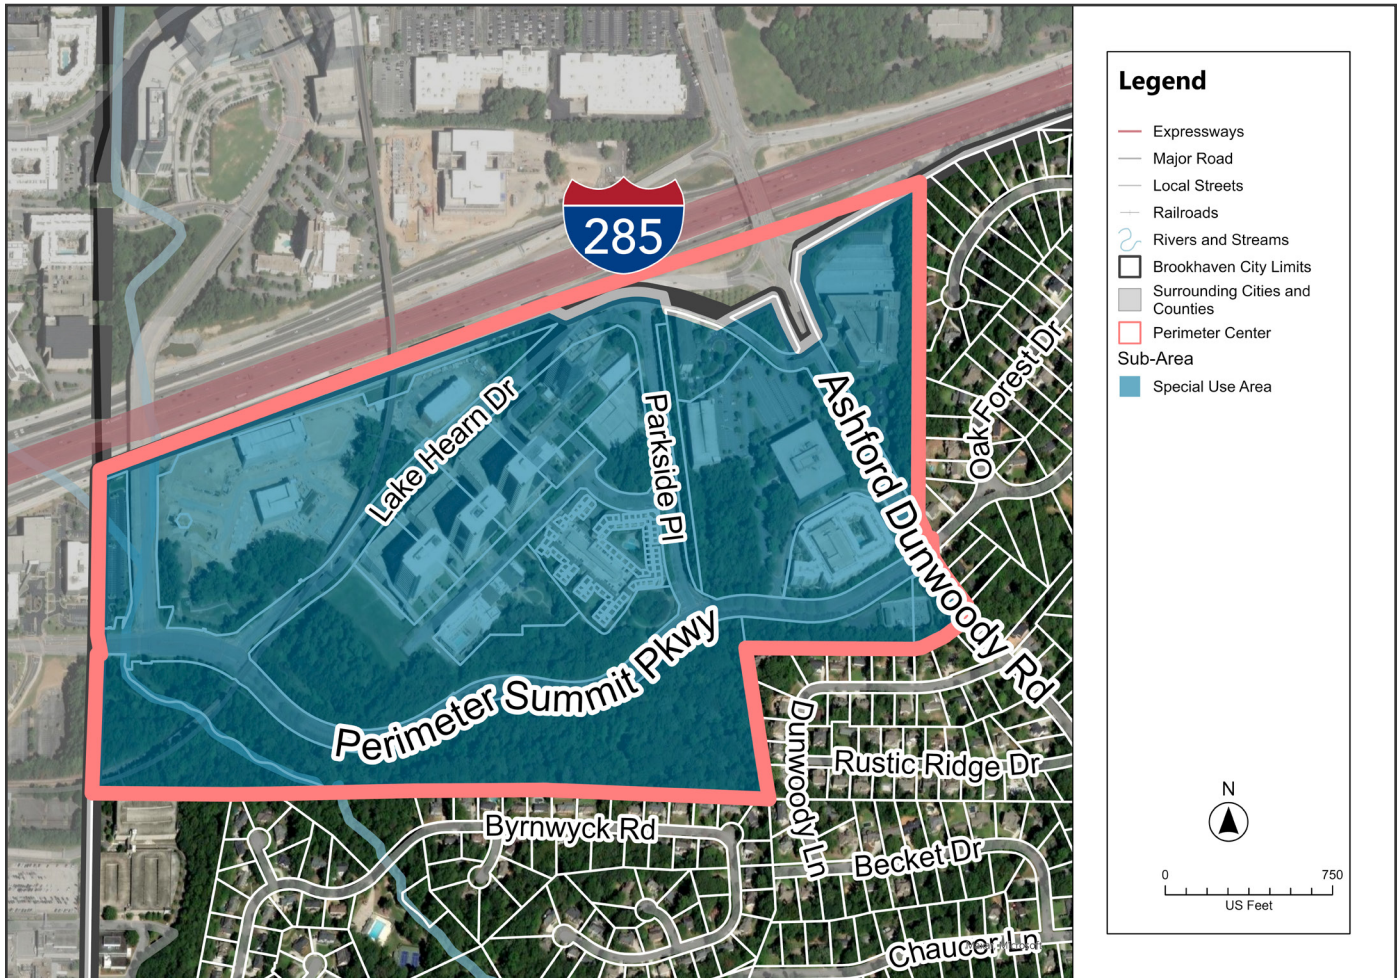 285
Lake Hearn Dr
Parkside Pl
Ashford Dunwoody Rd
Oak Forest Dr
Perimeter Summit Pkwy
Dunwoody Ln
Rustic Ridge Dr
Byrnwyck Rd
Becket Dr
Chaucer Ln
Legend
Expressways
Major Road
Local Streets
Railroads
Rivers and Streams
Brookhaven City Limits
Surrounding Cities and
Counties
Perimeter Center
Sub-Area
Special Use Area
N
0 750
US Feet